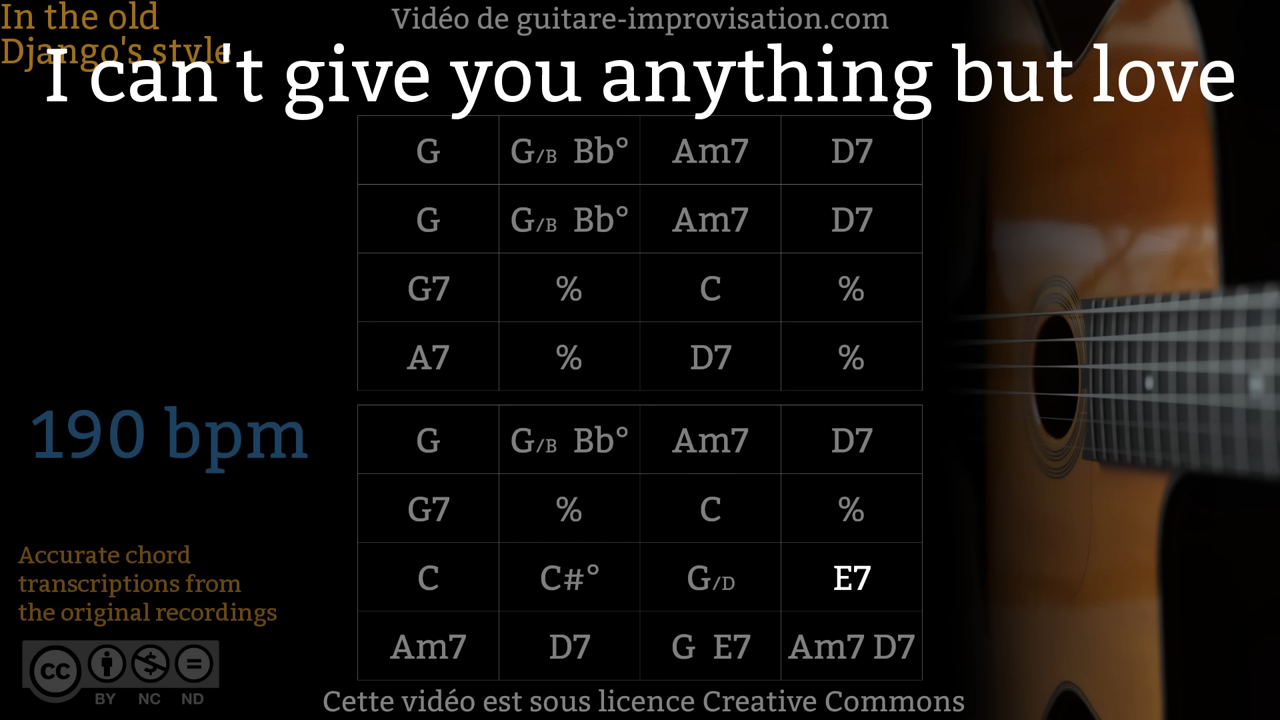 In the old
Django's style
Vidéo de guitare-improvisation.com
I can't give you anything but love
G G/B Bb° Am7 D7
G G/B Bb° Am7 D7
G7 % C %
A7 % D7 %
190 bpm
G G/B Bb° Am7 D7
G7 % C %
C C#° G/D E7
Am7 D7 G E7 Am7 D7
Accurate chord
transcriptions from
the original recordings
cc
BY NC ND
Cette vidéo est sous licence Creative Commons